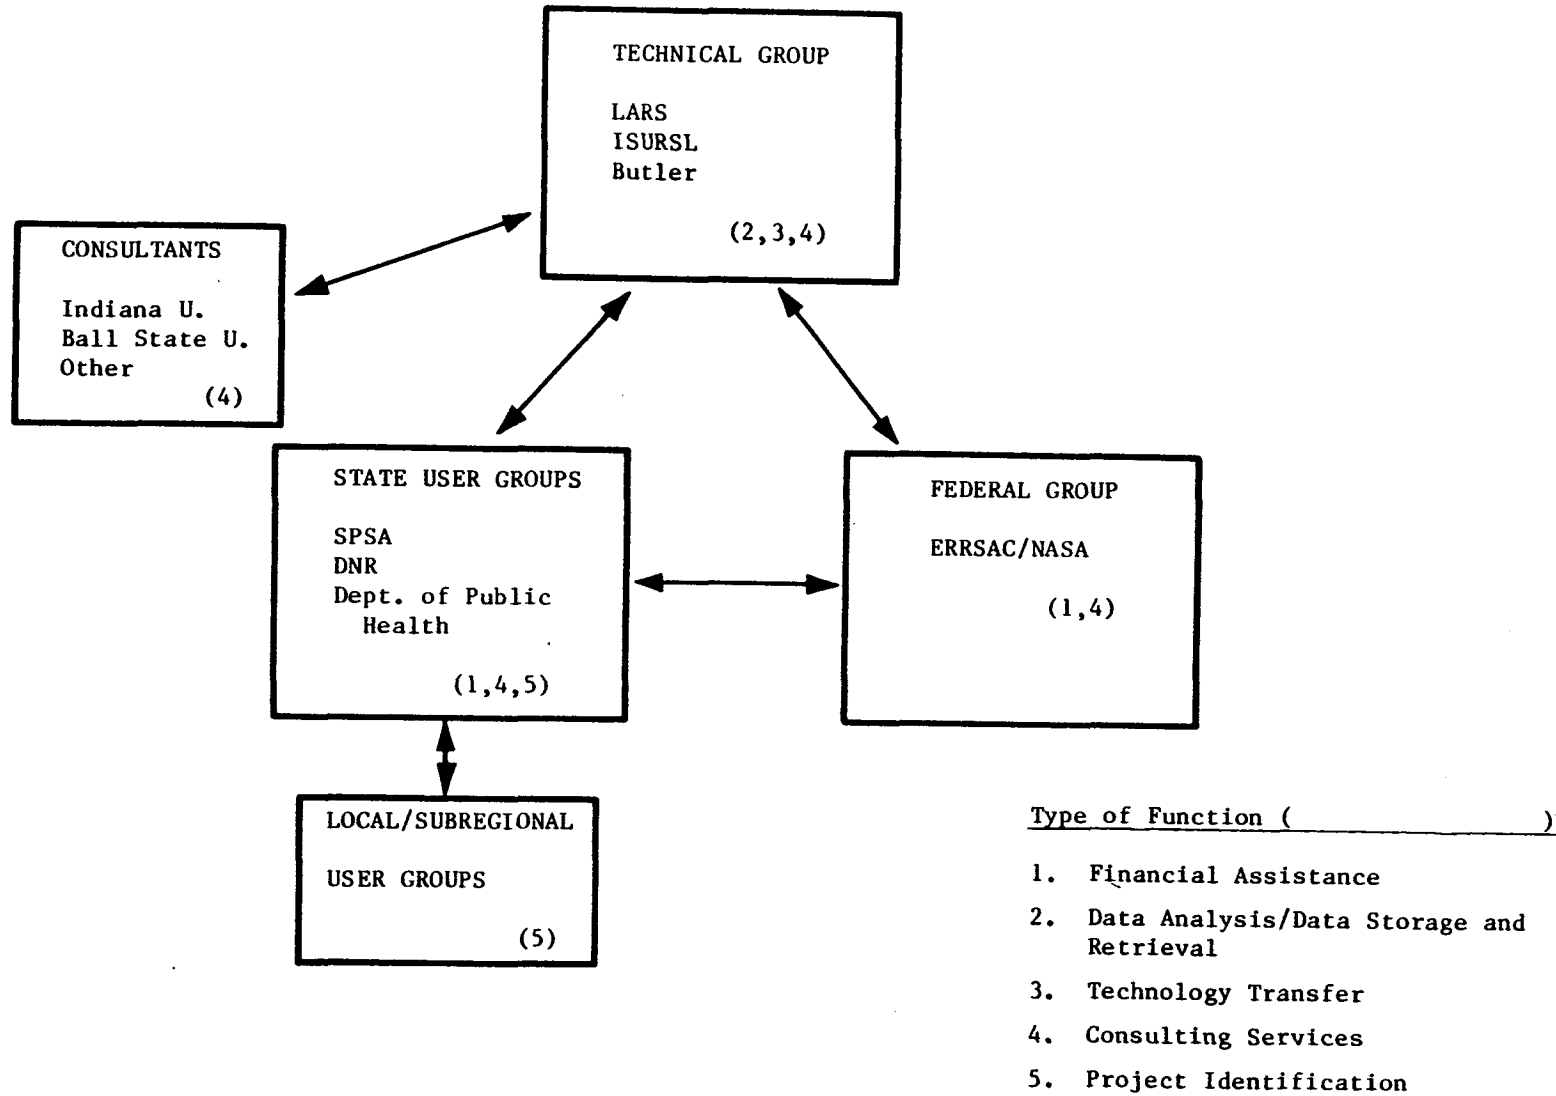 TECHNICAL GROUP
LARS
ISURSL
Butler
(2,3,4)
CONSULTANTS
Indiana U.
Ball State U.
Other
(4)
STATE USER GROUPS
SPSA
DNR
Dept. of Public
Health
(1,4,5)
FEDERAL GROUP
ERRSAC/NASA
(1,4)
LOCAL/SUBREGIONAL
USER GROUPS
(5)
Type of Function ( )
1. Financial Assistance
2. Data Analysis/Data Storage and
Retrieval
3. Technology Transfer
4. Consulting Services
5. Project Identification